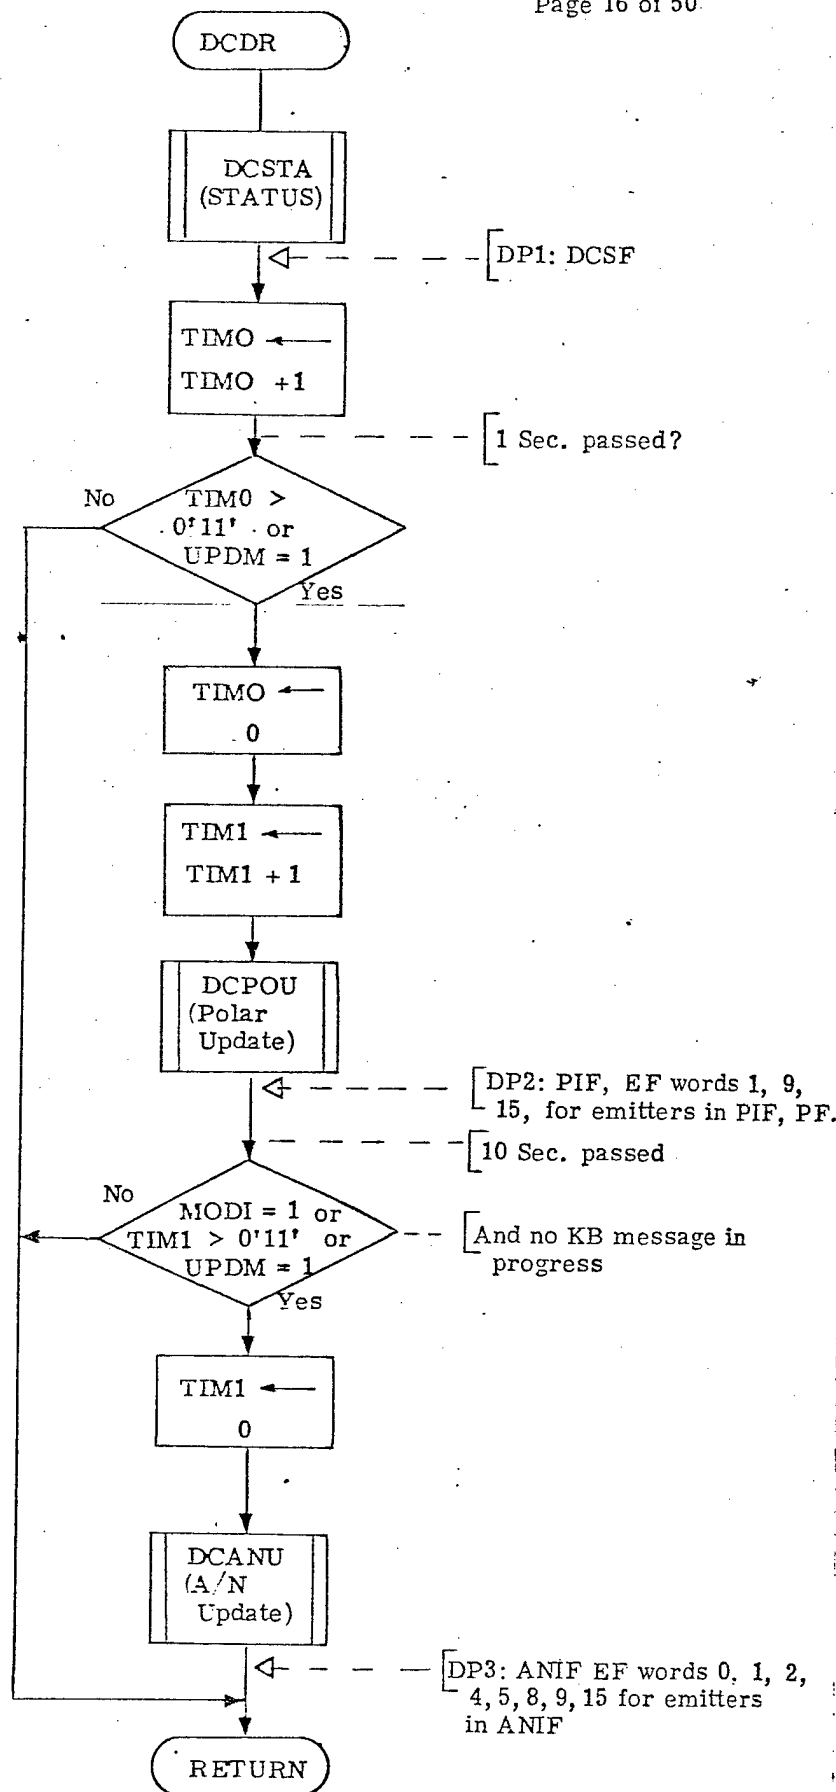 Page 16 of 50
DCDR
DCSTA
(STATUS)
DP1: DCSF
TIMO ←
TIMO +1
1 Sec. passed?
No
TIM0 >
0'11' or
UPDM = 1
Yes
TIMO ←
0
TIM1 ←
TIM1 + 1
DCPOU
(Polar
Update)
DP2: PIF, EF words 1, 9,
15, for emitters in PIF, PF.
10 Sec. passed
No
MODI = 1 or
TIM1 > 0'11' or
UPDM = 1
And no KB message in
progress
Yes
TIM1 ←
0
DCANU
(A/N
Update)
DP3: ANIF EF words 0, 1, 2,
4, 5, 8, 9, 15 for emitters
in ANIF
RETURN